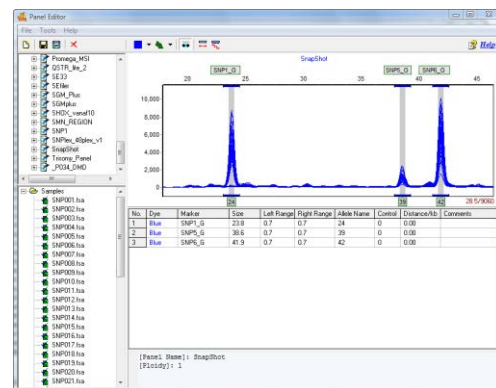 Panel Editor
File Tools Help
Help
Promega_MSI
QSTR_lite_2
SE33
SEfiler
SGM_Plus
SGMplus
SHOX_vanal10
SMN_REGION
SNP1
SNPlex_48plex_v1
SnapShot
Trisomy_Panel
_P034_DMD
Samples
SNP001.fsa
SNP002.fsa
SNP003.fsa
SNP004.fsa
SNP005.fsa
SNP006.fsa
SNP007.fsa
SNP008.fsa
SNP009.fsa
SNP010.fsa
SNP011.fsa
SNP012.fsa
SNP013.fsa
SNP014.fsa
SNP015.fsa
SNP016.fsa
SNP017.fsa
SNP018.fsa
SNP019.fsa
SNP020.fsa
SNP021.fsa
SnapShot
SNP1_G SNP5_G SNP6_G
20 25 30 35 40 45
10,000
8,000
6,000
4,000
2,000
0
24 39 42 28.5/9060
No. Dye Marker Size Left Range Right Range Allele Name Control Distance/kb Comments
1 Blue SNP1_G 23.8 0.7 0.7 24 0 0.00
2 Blue SNP5_G 38.6 0.7 0.7 39 0 0.00
3 Blue SNP6_G 41.9 0.7 0.7 42 0 0.00
[Panel Name]: SnapShot
[Ploidy]: 1